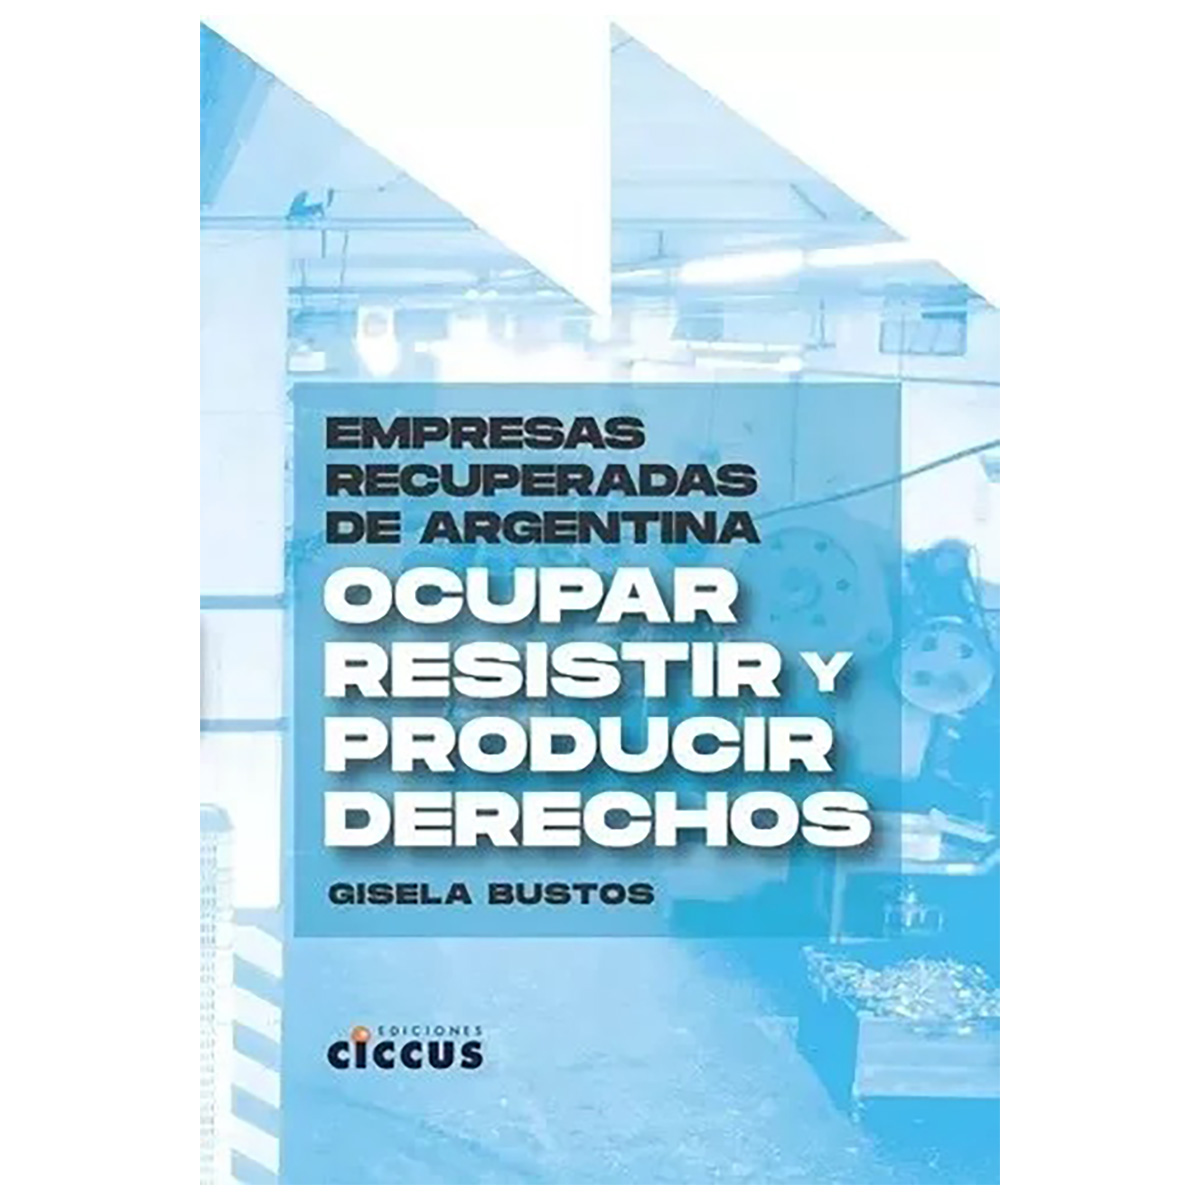 EMPRESAS
RECUPERADAS
DE ARGENTINA
OCUPAR
RESISTIR Y
PRODUCIR
DERECHOS
GISELA BUSTOS
EDICIONES
CICCUS